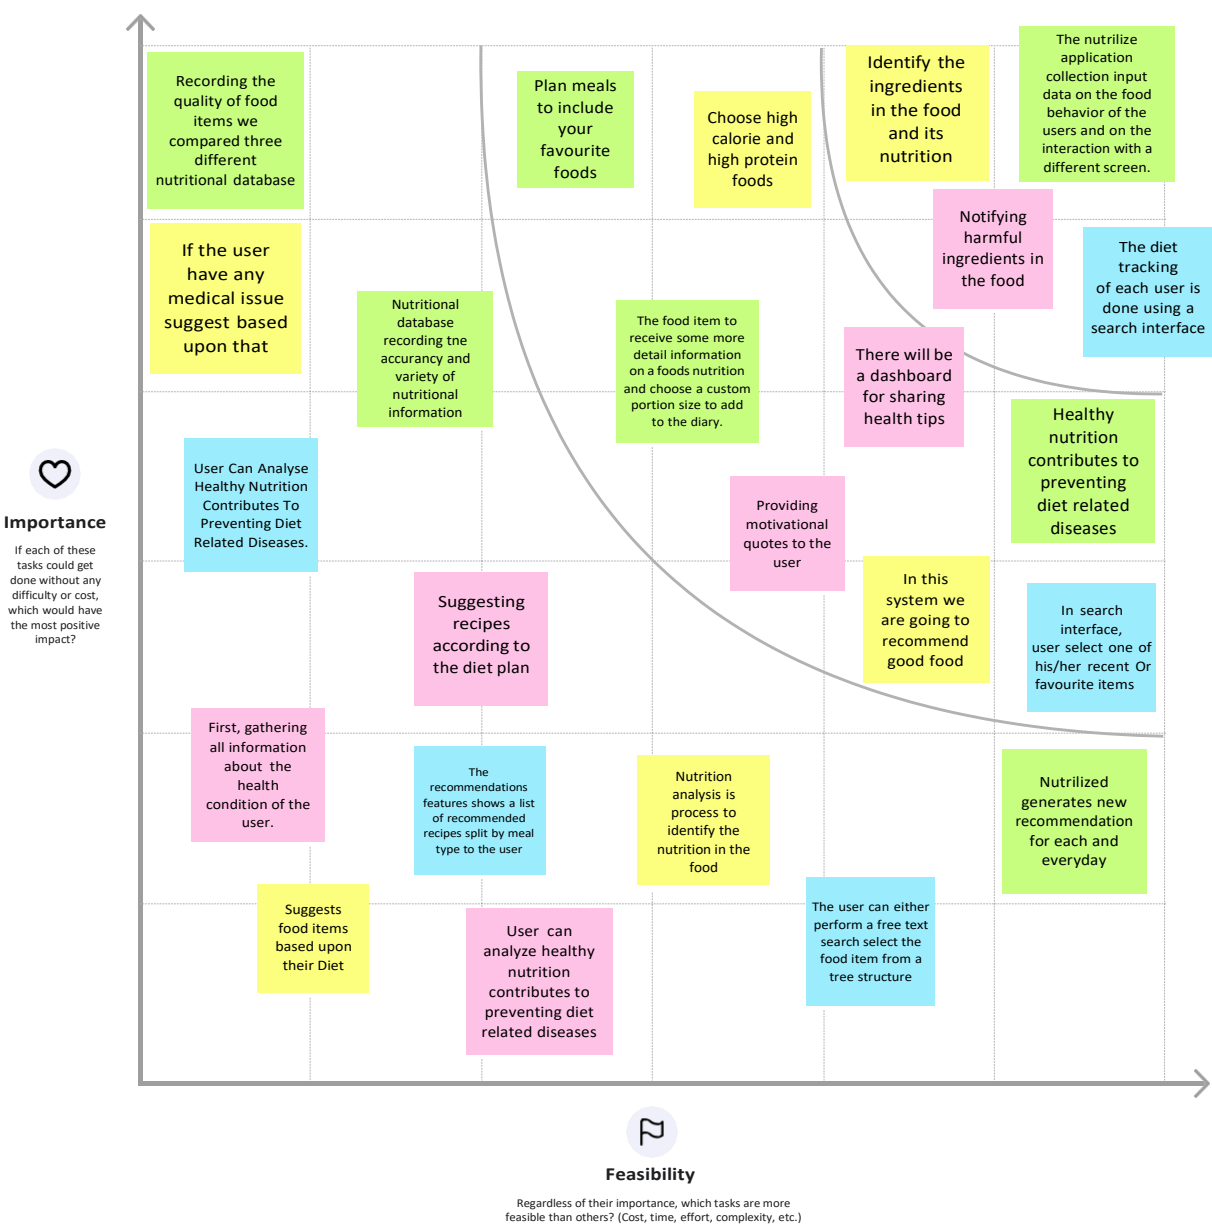 Recording the
quality of food
items we
compared three
different
nutritional database
Plan meals
to include
your
favourite
foods
Choose high
calorie and
high protein
foods
Identify the
ingredients
in the food
and its
nutrition
The nutrilize
application
collection input
data on the food
behavior of the
users and on the
interaction with a
different screen.
If the user
have any
medical issue
suggest based
upon that
Notifying
harmful
ingredients in
the food
The diet
tracking
of each user is
done using a
search interface
Nutritional
database
recording tne
accurancy and
variety of
nutritional
information
The food item to
receive some more
detail information
on a foods nutrition
and choose a custom
portion size to add
to the diary.
There will be
a dashboard
for sharing
health tips
Healthy
nutrition
contributes to
preventing
diet related
diseases
User Can Analyse
Healthy Nutrition
Contributes To
Preventing Diet
Related Diseases.
Providing
motivational
quotes to the
user
Importance
If each of these
tasks could get
done without any
difficulty or cost,
which would have
the most positive
impact?
Suggesting
recipes
according to
the diet plan
In this
system we
are going to
recommend
good food
In search
interface,
user select one of
his/her recent Or
favourite items
First, gathering
all information
about the
health
condition of the
user.
The
recommendations
features shows a list
of recommended
recipes split by meal
type to the user
Nutrition
analysis is
process to
identify the
nutrition in the
food
Nutrilized
generates new
recommendation
for each and
everyday
Suggests
food items
based upon
their Diet
User can
analyze healthy
nutrition
contributes to
preventing diet
related diseases
The user can either
perform a free text
search select the
food item from a
tree structure
Feasibility
Regardless of their importance, which tasks are more
feasible than others? (Cost, time, effort, complexity, etc.)